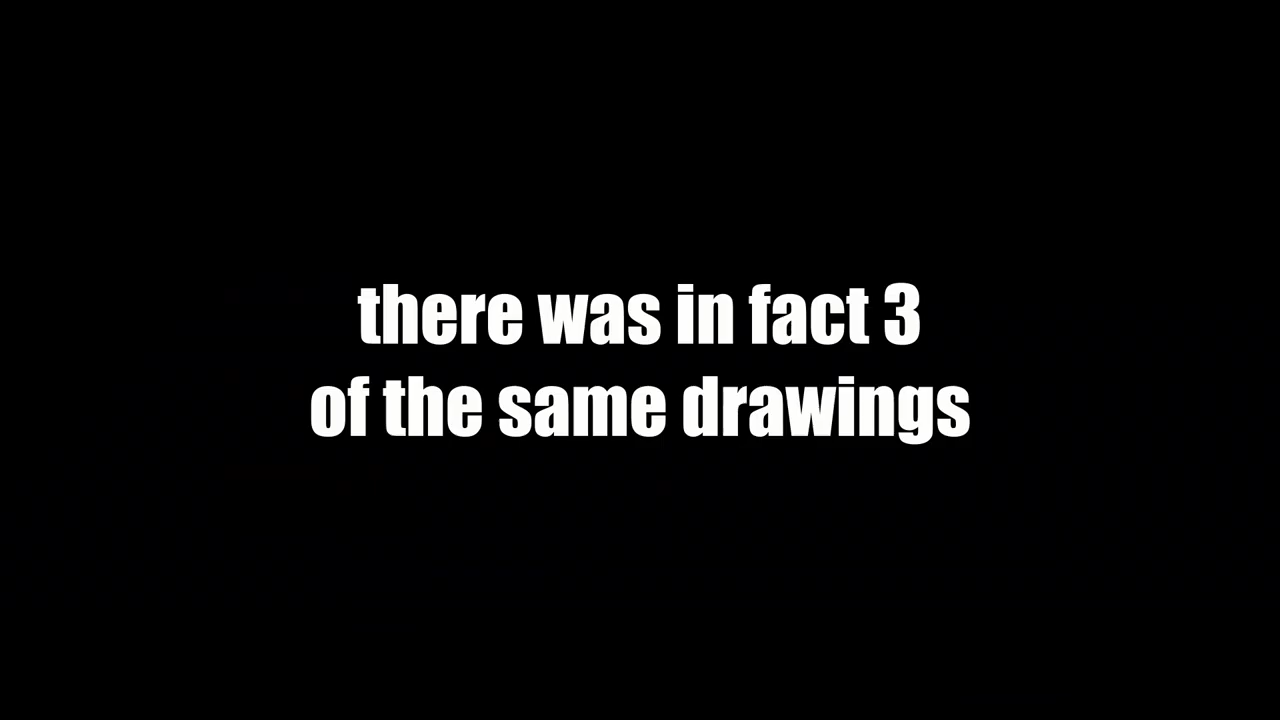 there was in fact 3
of the same drawings